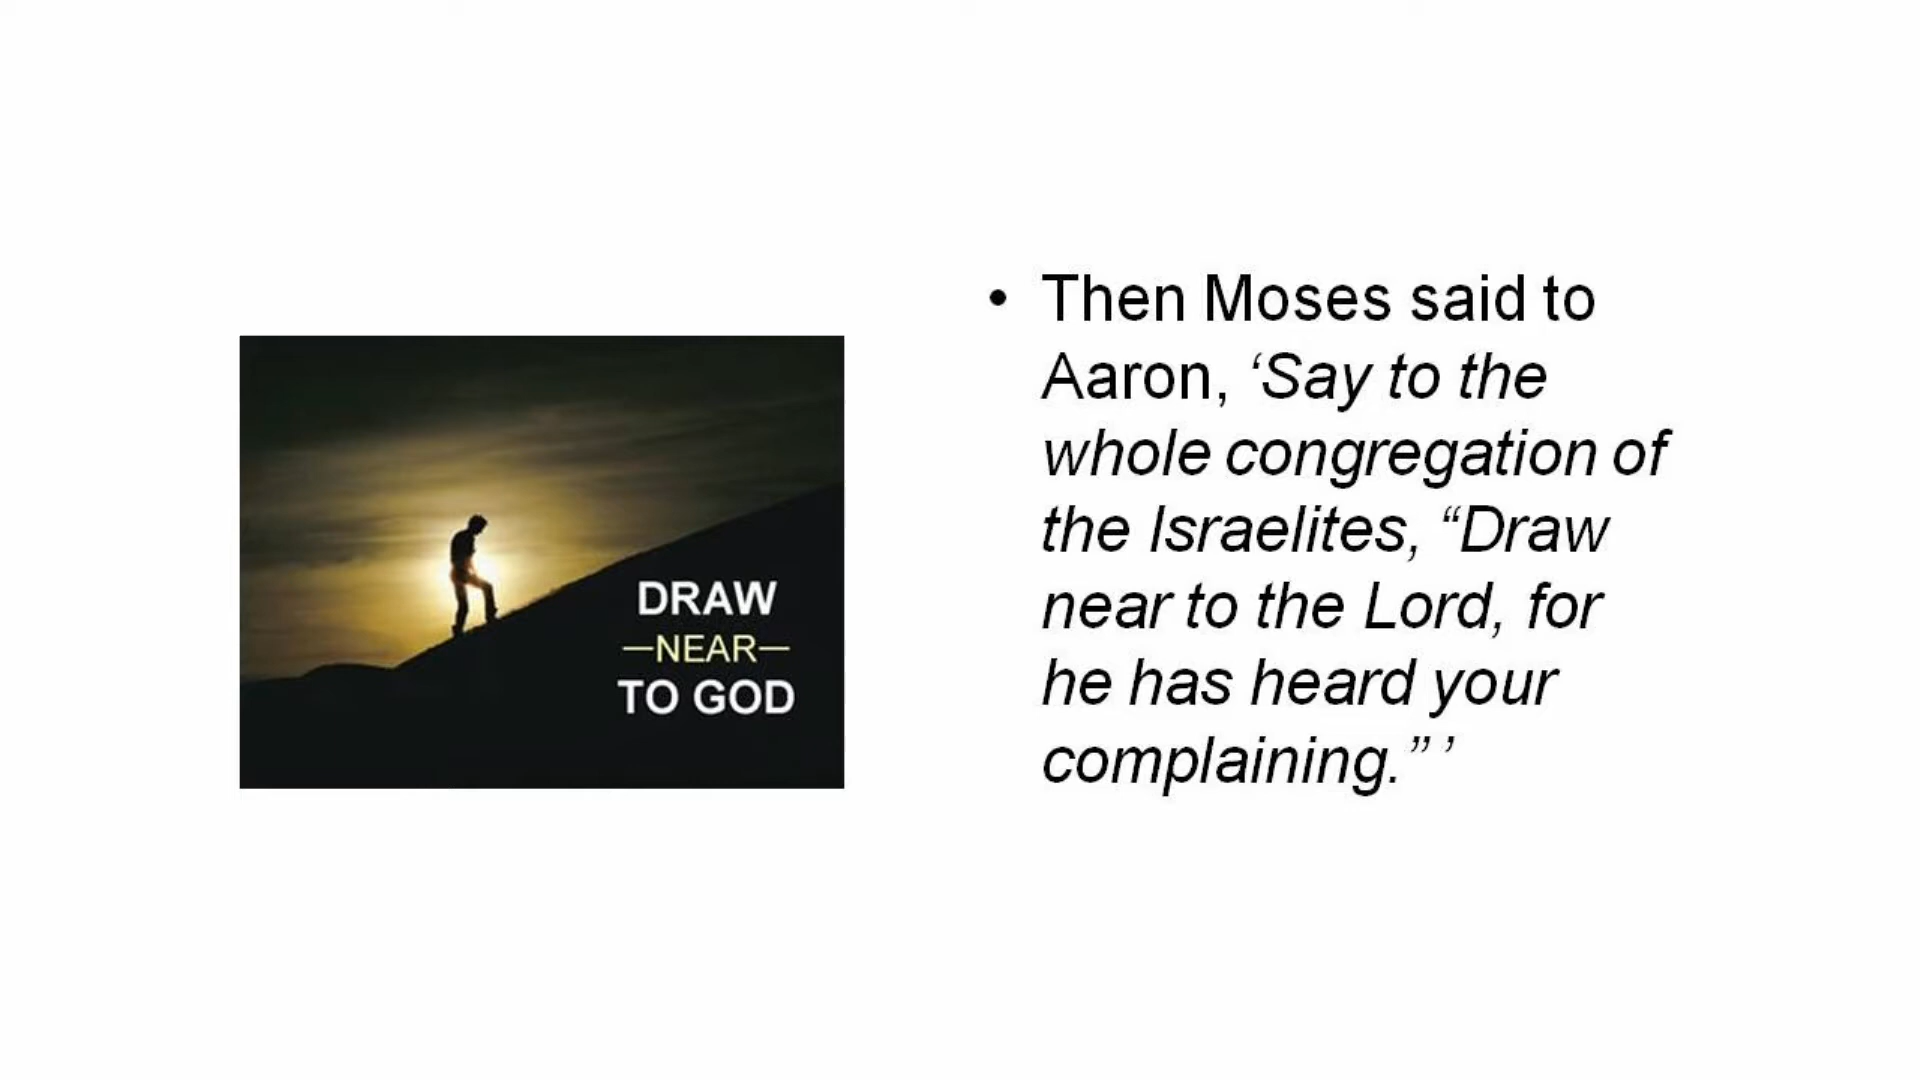 DRAW
—NEAR—
TO GOD
• Then Moses said to
Aaron, ‘Say to the
whole congregation of
the Israelites, “Draw
near to the Lord, for
he has heard your
complaining.” ’